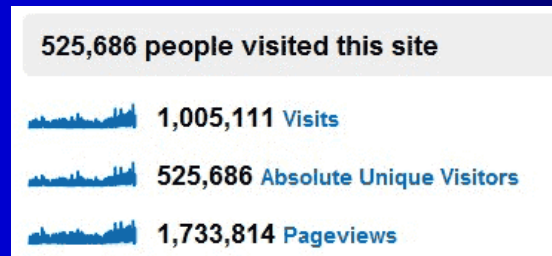 525,686 people visited this site
1,005,111 Visits
525,686 Absolute Unique Visitors
1,733,814 Pageviews